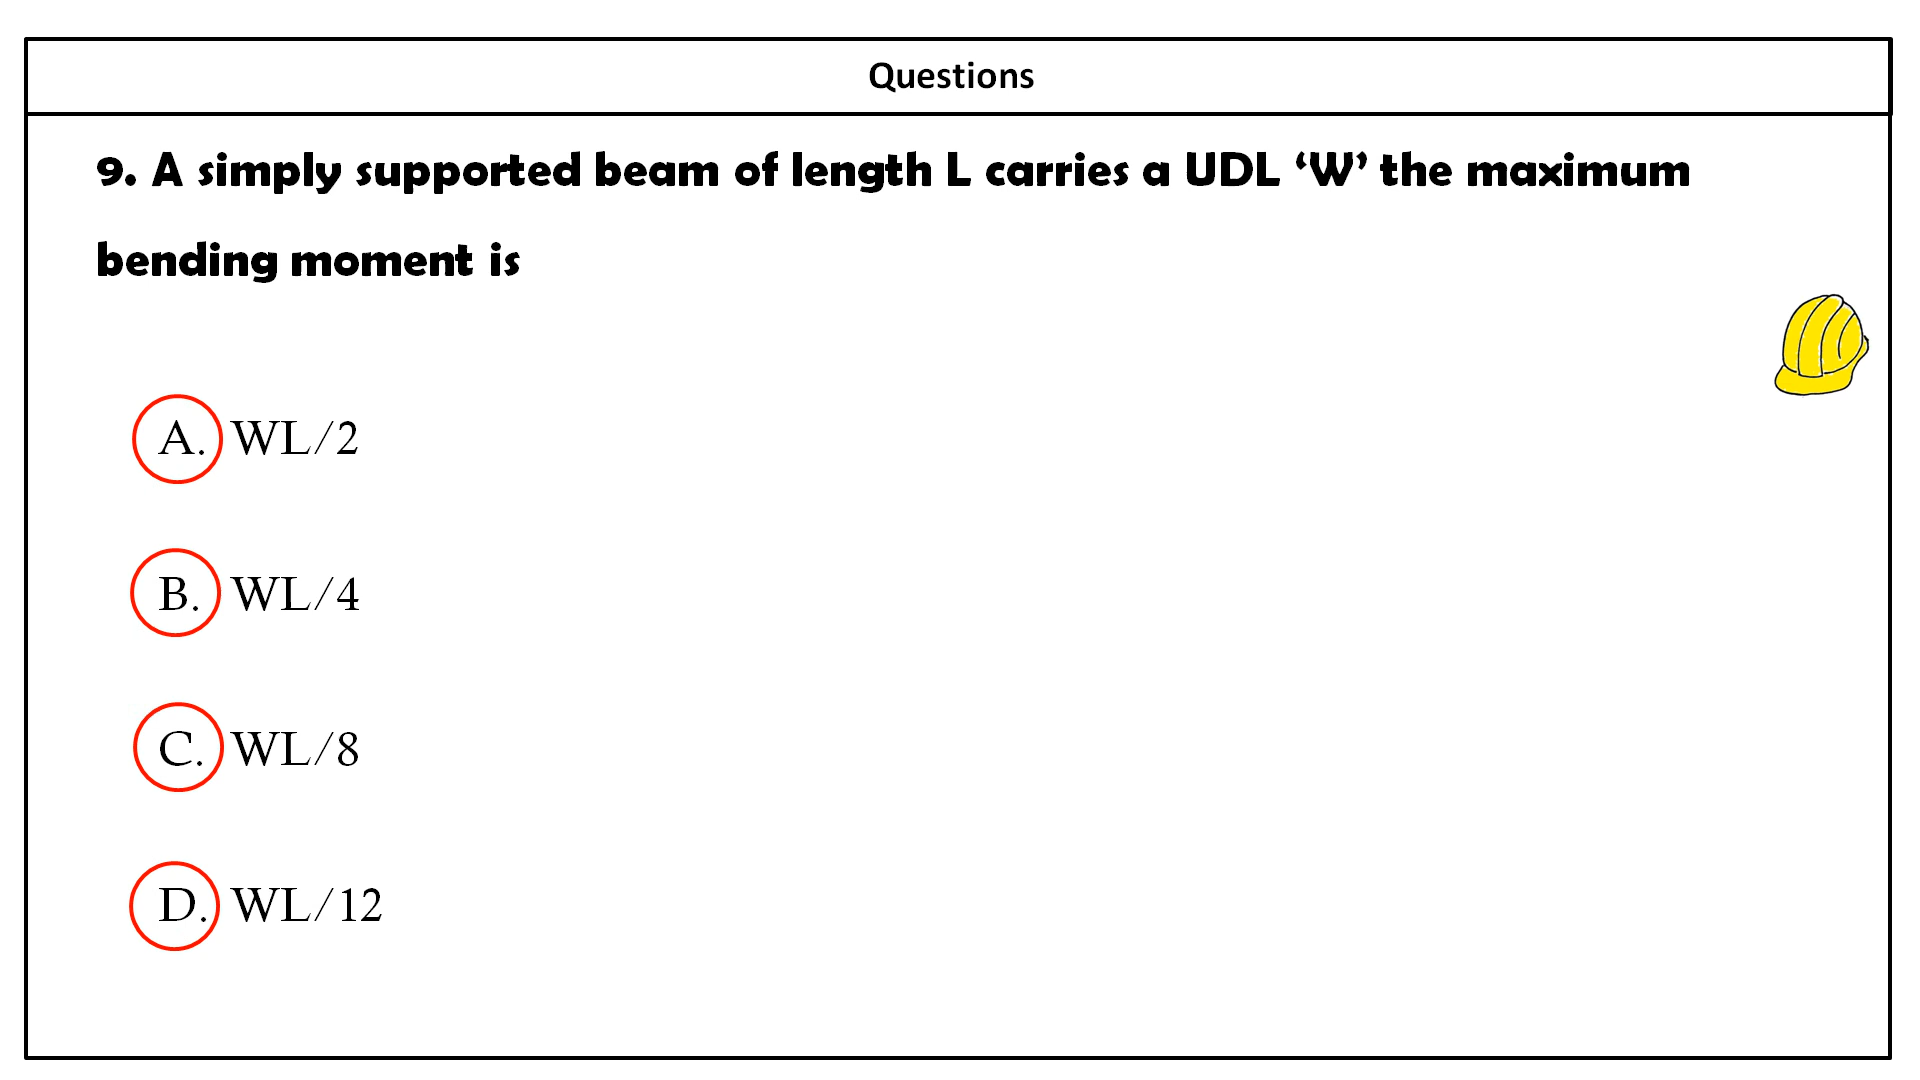 Questions
9. A simply supported beam of length L carries a UDL ‘W’ the maximum
bending moment is
A. WL/2
B. WL/4
C. WL/8
D. WL/12